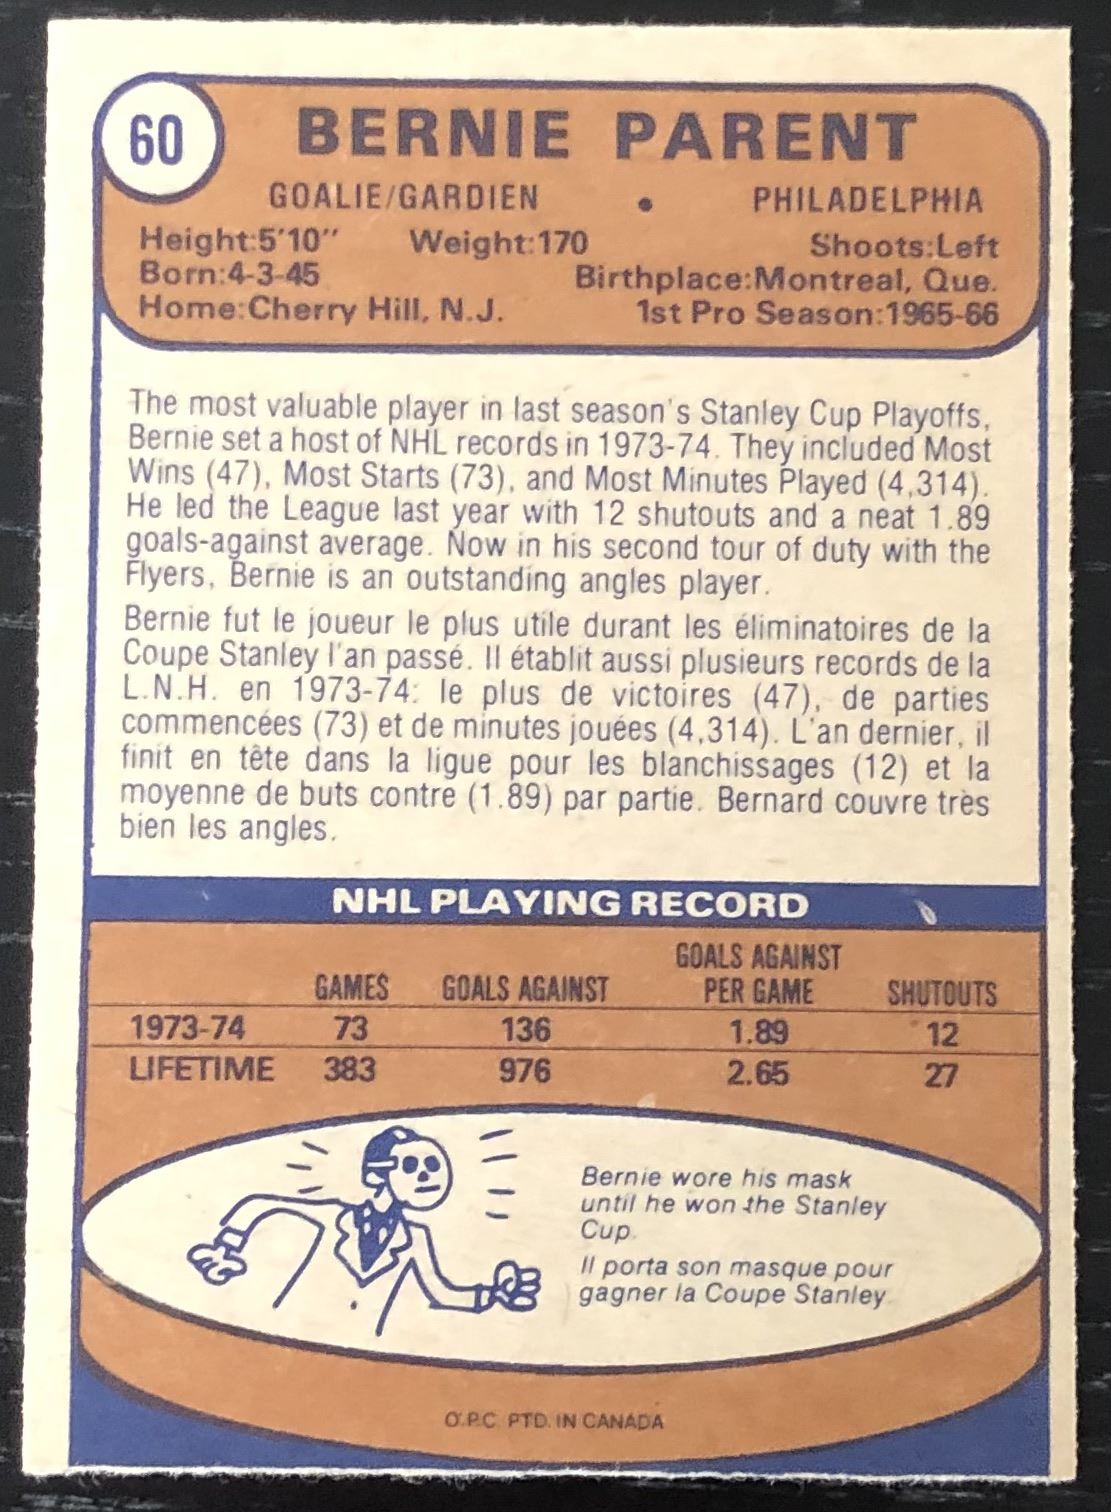 60
BERNIE PARENT
GOALIE/GARDIEN • PHILADELPHIA
Height:5'10" Weight:170 Shoots:Left
Born:4-3-45 Birthplace:Montreal, Que.
Home:Cherry Hill, N.J. 1st Pro Season:1965-66
The most valuable player in last season's Stanley Cup Playoffs,
Bernie set a host of NHL records in 1973-74. They included Most
Wins (47), Most Starts (73), and Most Minutes Played (4,314).
He led the League last year with 12 shutouts and a neat 1.89
goals-against average. Now in his second tour of duty with the
Flyers, Bernie is an outstanding angles player.
Bernie fut le joueur le plus utile durant les éliminatoires de la
Coupe Stanley l'an passé. Il établit aussi plusieurs records de la
L.N.H. en 1973-74: le plus de victoires (47), de parties
commencées (73) et de minutes jouées (4,314). L'an dernier, il
finit en tête dans la ligue pour les blanchissages (12) et la
moyenne de buts contre (1.89) par partie. Bernard couvre très
bien les angles.
NHL PLAYING RECORD
GAMES GOALS AGAINST GOALS AGAINST PER GAME SHUTOUTS
1973-74 73 136 1.89 12
LIFETIME 383 976 2.65 27
Bernie wore his mask
until he won the Stanley
Cup.
Il porta son masque pour
gagner la Coupe Stanley
O.P.C. PTD. IN CANADA